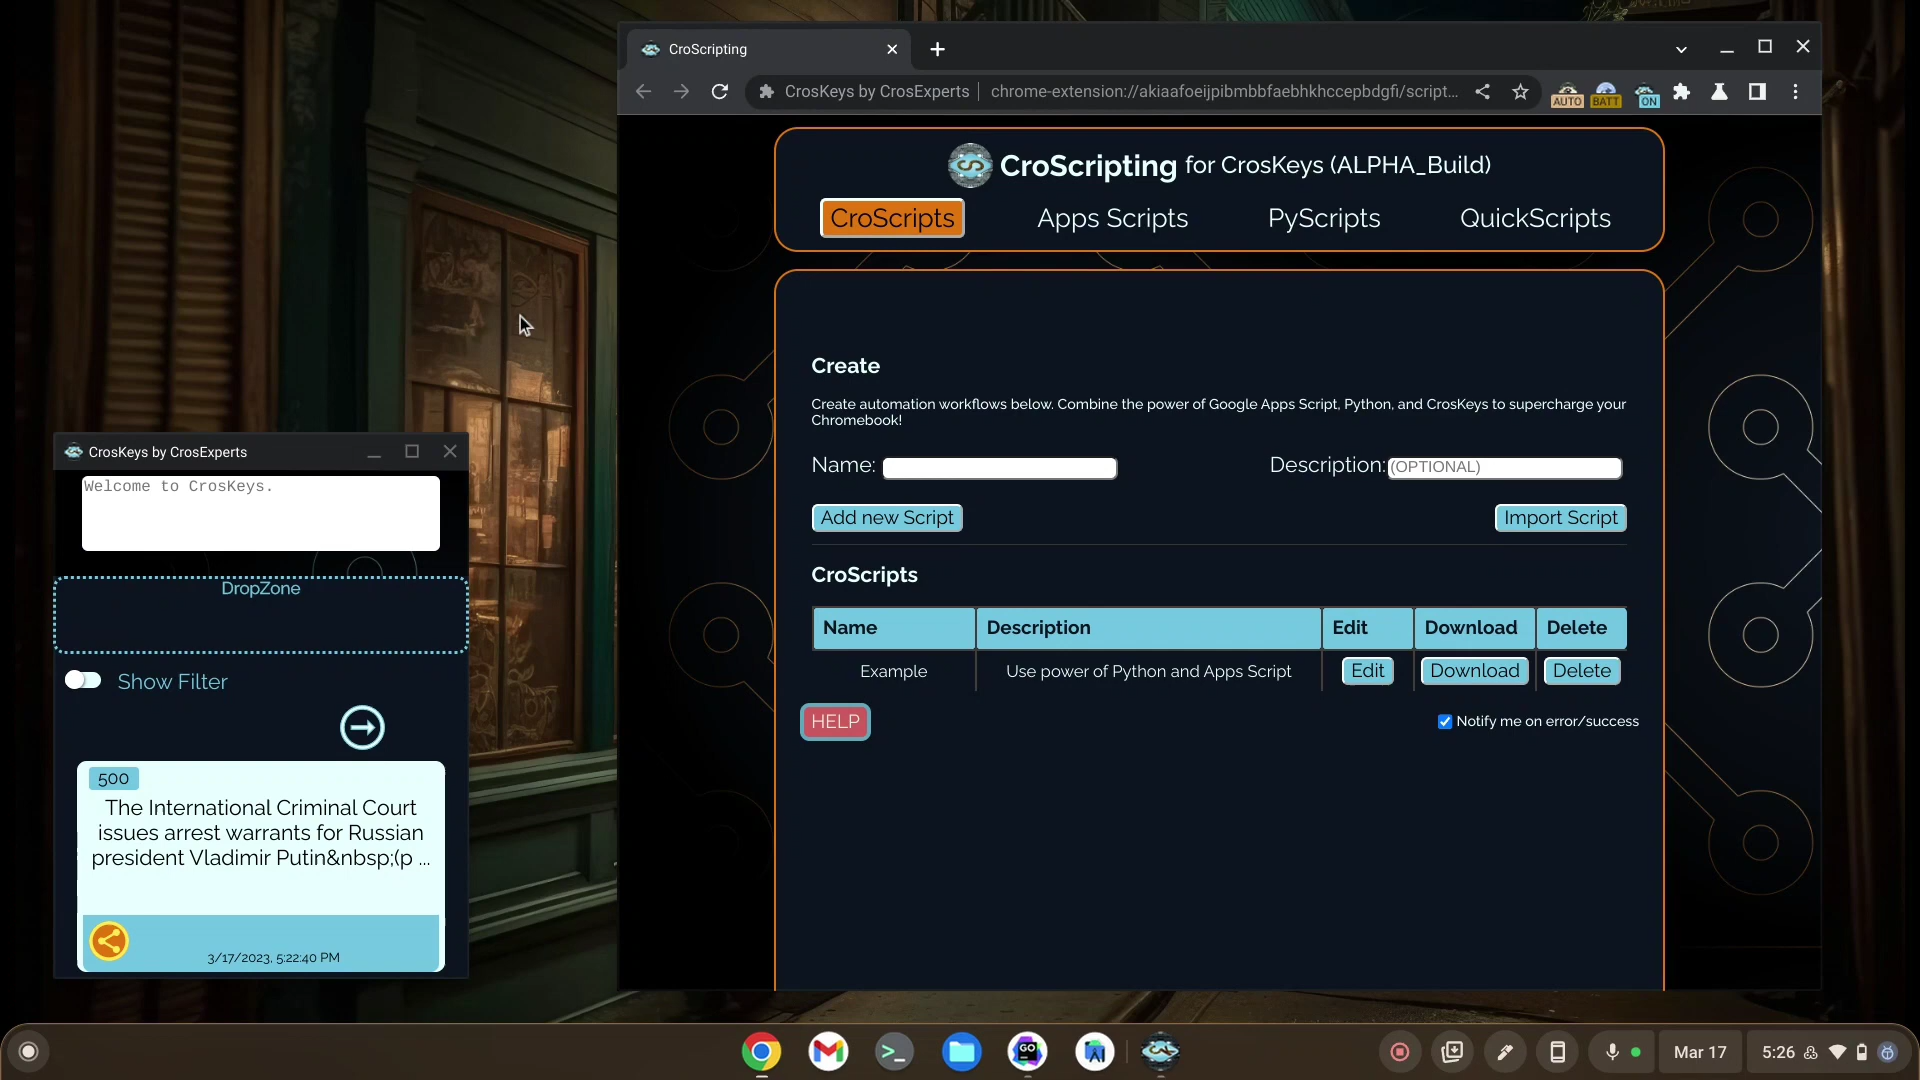 CroScripting
CrosKeys by CrosExperts
chrome-extension://akiaafoeijpibmbbfaebhkhccepbdgfi/script...
AUTO
BATT
ON
CroScripting for CrosKeys (ALPHA_Build)
CroScripts
Apps Scripts
PyScripts
QuickScripts
Create
Create automation workflows below. Combine the power of Google Apps Script, Python, and CrosKeys to supercharge your
Chromebook!
Name:
Description: (OPTIONAL)
Add new Script
Import Script
CroScripts
Name Description Edit Download Delete
Example Use power of Python and Apps Script Edit Download Delete
HELP
Notify me on error/success
CrosKeys by CrosExperts
Welcome to CrosKeys.
DropZone
Show Filter
500
The International Criminal Court
issues arrest warrants for Russian
president Vladimir Putin&nbsp;(p ...
3/17/2023, 5:22:40 PM
GO
Mar 17
5:26